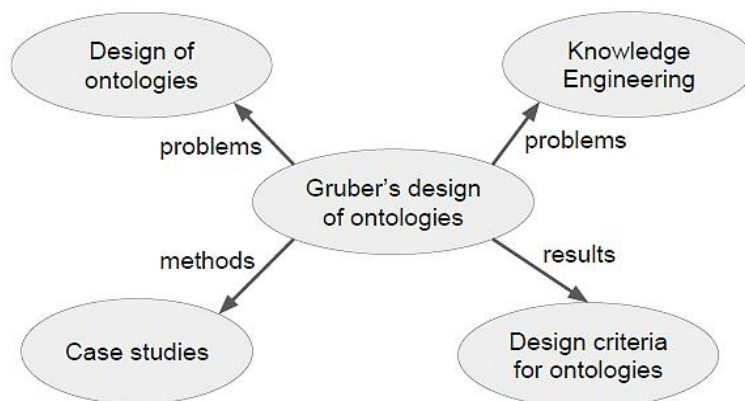 Design of
ontologies
Knowledge
Engineering
problems
problems
Gruber's design
of ontologies
methods
results
Case studies
Design criteria
for ontologies